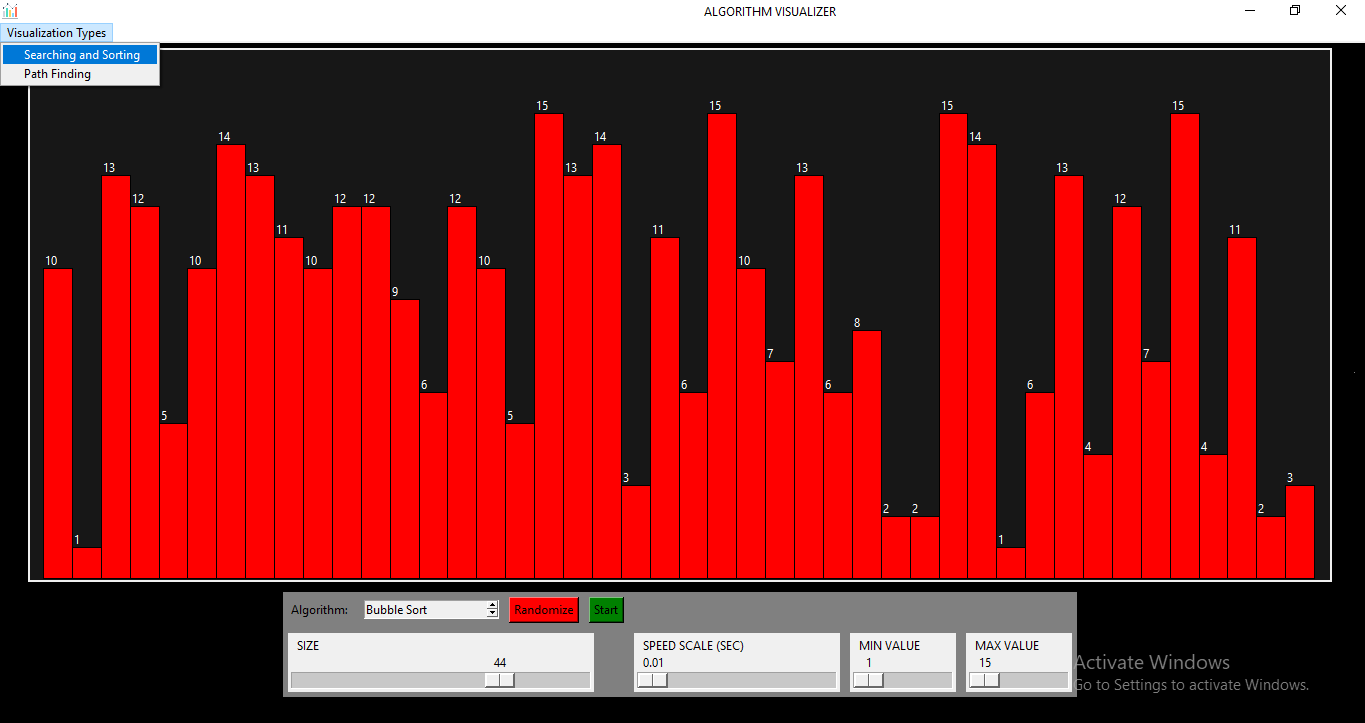 ALGORITHM VISUALIZER
Visualization Types
Searching and Sorting
Path Finding
10 1 13 12 5 10 14 13 11 10 12 12 9 6 12 10 5 15 13 14 3 11 6 15 10 7 13 6 8 2 2 15 14 1 6 13 4 12 7 15 4 11 2 3
Algorithm: Bubble Sort Randomize Start
SIZE SPEED SCALE (SEC) MIN VALUE MAX VALUE
44 0.01 1 15
Activate Windows
Go to Settings to activate Windows.